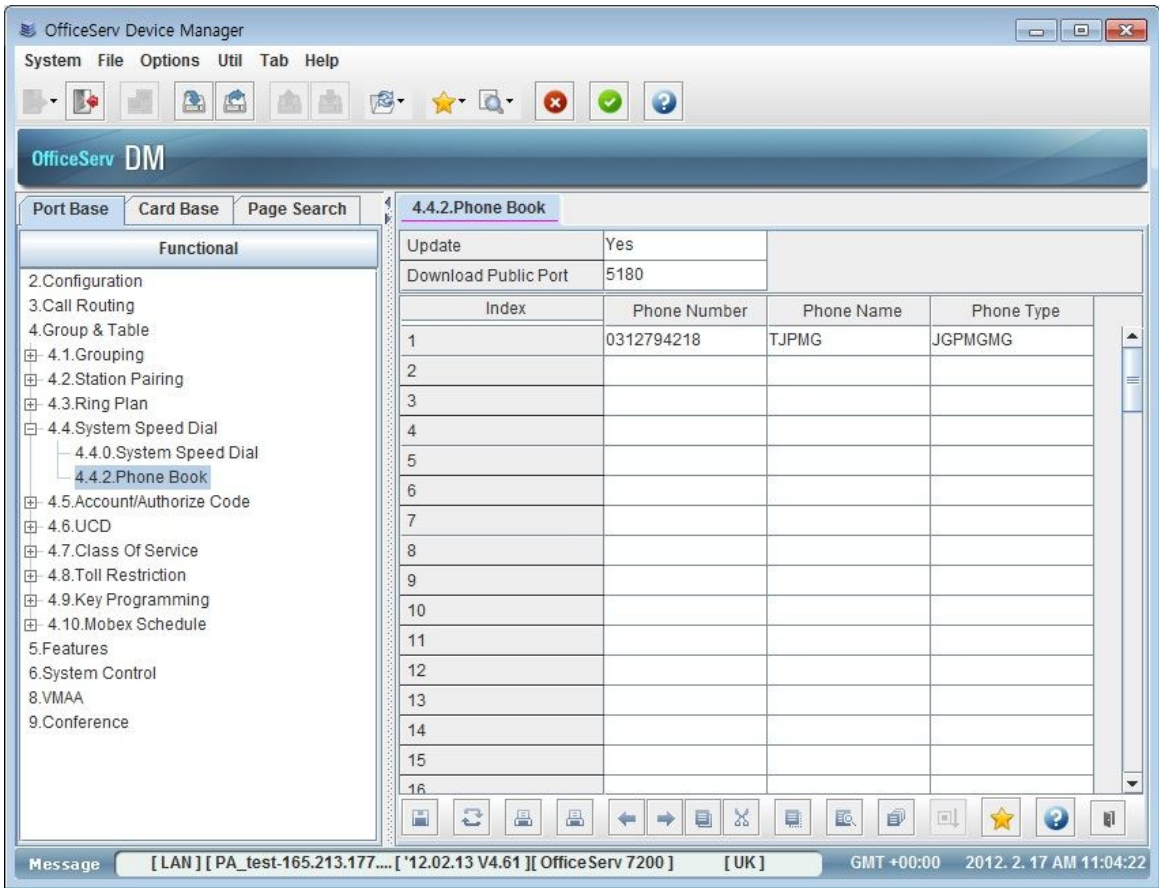 OfficeServ Device Manager
System File Options Util Tab Help
OfficeServ DM
Port Base Card Base Page Search
Functional
2.Configuration
3.Call Routing
4.Group & Table
4.1.Grouping
4.2.Station Pairing
4.3.Ring Plan
4.4.System Speed Dial
4.4.0.System Speed Dial
4.4.2.Phone Book
4.5.Account/Authorize Code
4.6.UCD
4.7.Class Of Service
4.8.Toll Restriction
4.9.Key Programming
4.10.Mobex Schedule
5.Features
6.System Control
8.VMAA
9.Conference
4.4.2.Phone Book
Update Yes
Download Public Port 5180
Index Phone Number Phone Name Phone Type
1 0312794218 TJPMG JGPMGMG
2
3
4
5
6
7
8
9
10
11
12
13
14
15
16
Message [ LAN ] [ PA_test-165.213.177.... [ '12.02.13 V4.61 ][ OfficeServ 7200 ] [ UK ] GMT +00:00 2012. 2. 17 AM 11:04:22